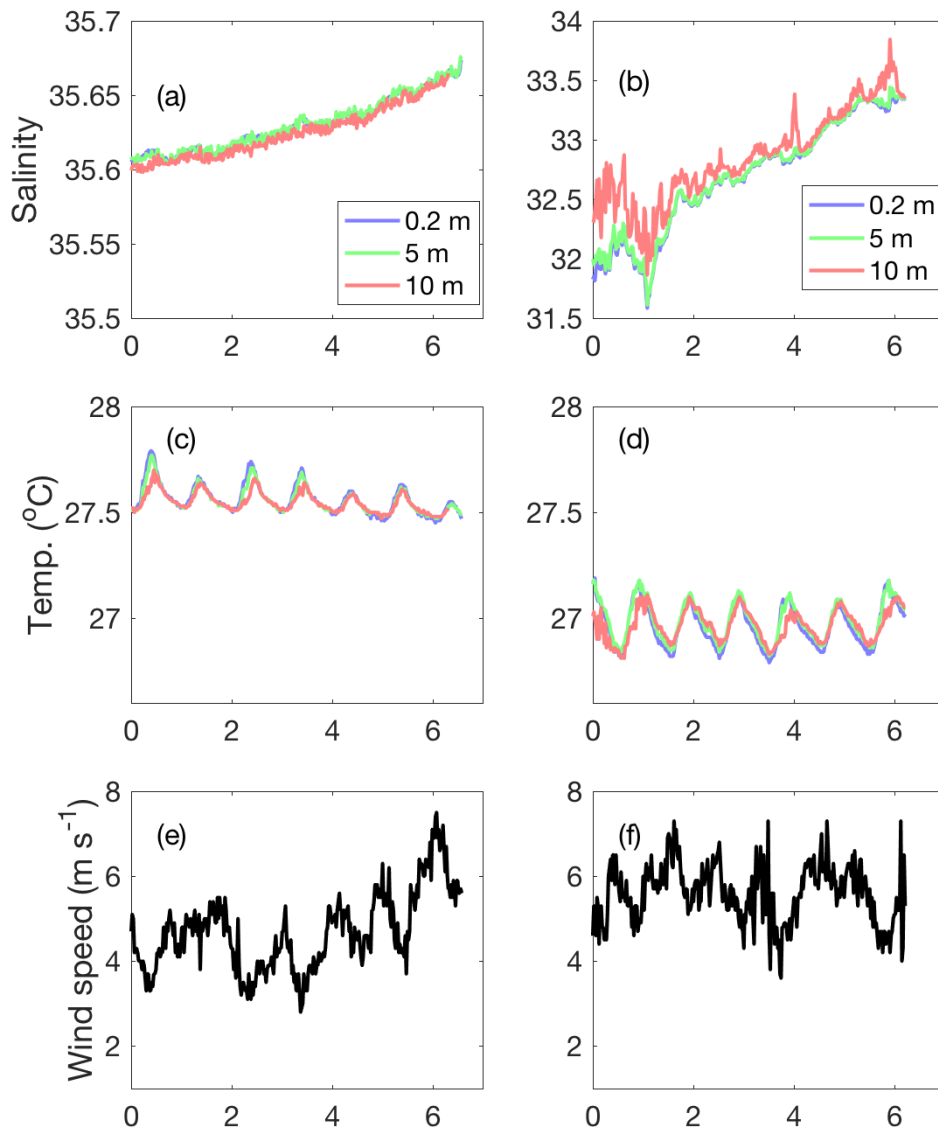 35.7
35.65
35.6
35.55
35.5
Salinity
(a)
0.2 m
5 m
10 m
0 2 4 6
34
33.5
33
32.5
32
31.5
(b)
0.2 m
5 m
10 m
0 2 4 6
28
27.5
27
Temp. (°C)
(c)
0 2 4 6
28
27.5
27
(d)
0 2 4 6
8
6
4
2
Wind speed (m s⁻¹)
(e)
0 2 4 6
8
6
4
2
(f)
0 2 4 6